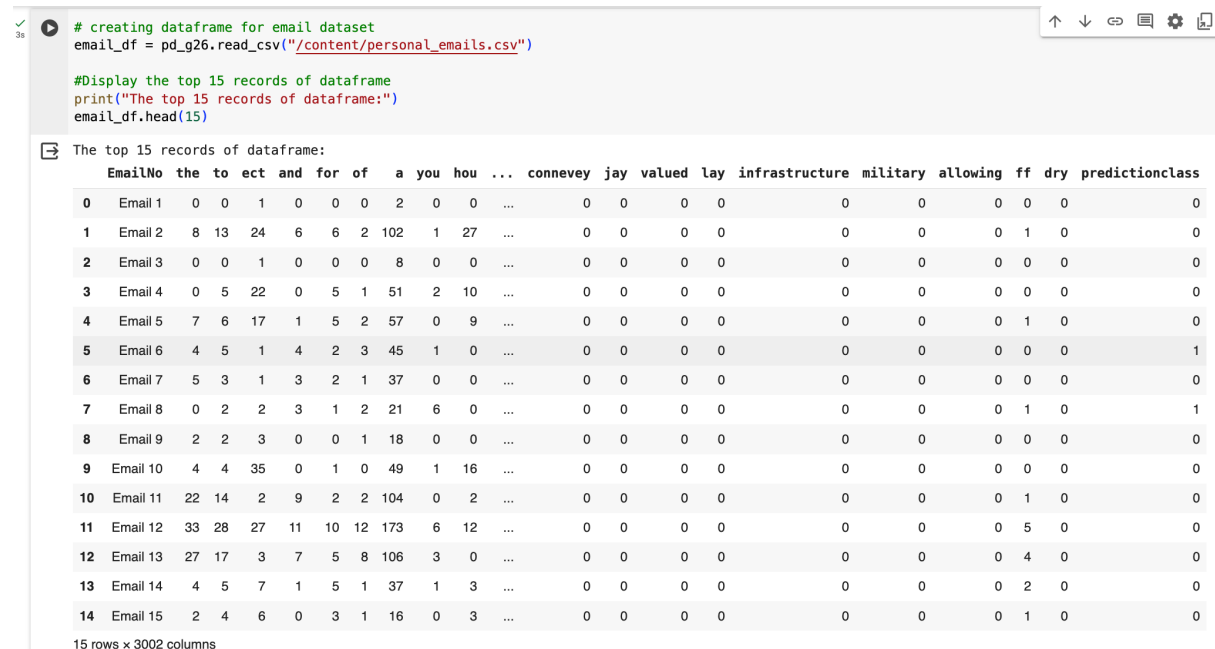 3s
# creating dataframe for email dataset
email_df = pd_g26.read_csv("/content/personal_emails.csv")
#Display the top 15 records of dataframe
print("The top 15 records of dataframe:")
email_df.head(15)
The top 15 records of dataframe:
EmailNo the to ect and for of a you hou ... connevey jay valued lay infrastructure military allowing ff dry predictionclass
0 Email 1 0 0 1 0 0 0 2 0 0 ... 0 0 0 0 0 0 0 0 0 0
1 Email 2 8 13 24 6 6 2 102 1 27 ... 0 0 0 0 0 0 0 1 0 0
2 Email 3 0 0 1 0 0 0 8 0 0 ... 0 0 0 0 0 0 0 0 0 0
3 Email 4 0 5 22 0 5 1 51 2 10 ... 0 0 0 0 0 0 0 0 0 0
4 Email 5 7 6 17 1 5 2 57 0 9 ... 0 0 0 0 0 0 0 1 0 0
5 Email 6 4 5 1 4 2 3 45 1 0 ... 0 0 0 0 0 0 0 0 0 1
6 Email 7 5 3 1 3 2 1 37 0 0 ... 0 0 0 0 0 0 0 0 0 0
7 Email 8 0 2 2 3 1 2 21 6 0 ... 0 0 0 0 0 0 0 1 0 1
8 Email 9 2 2 3 0 0 1 18 0 0 ... 0 0 0 0 0 0 0 0 0 0
9 Email 10 4 4 35 0 1 0 49 1 16 ... 0 0 0 0 0 0 0 0 0 0
10 Email 11 22 14 2 9 2 2 104 0 2 ... 0 0 0 0 0 0 0 1 0 0
11 Email 12 33 28 27 11 10 12 173 6 12 ... 0 0 0 0 0 0 0 5 0 0
12 Email 13 27 17 3 7 5 8 106 3 0 ... 0 0 0 0 0 0 0 4 0 0
13 Email 14 4 5 7 1 5 1 37 1 3 ... 0 0 0 0 0 0 0 2 0 0
14 Email 15 2 4 6 0 3 1 16 0 3 ... 0 0 0 0 0 0 0 1 0 0
15 rows × 3002 columns